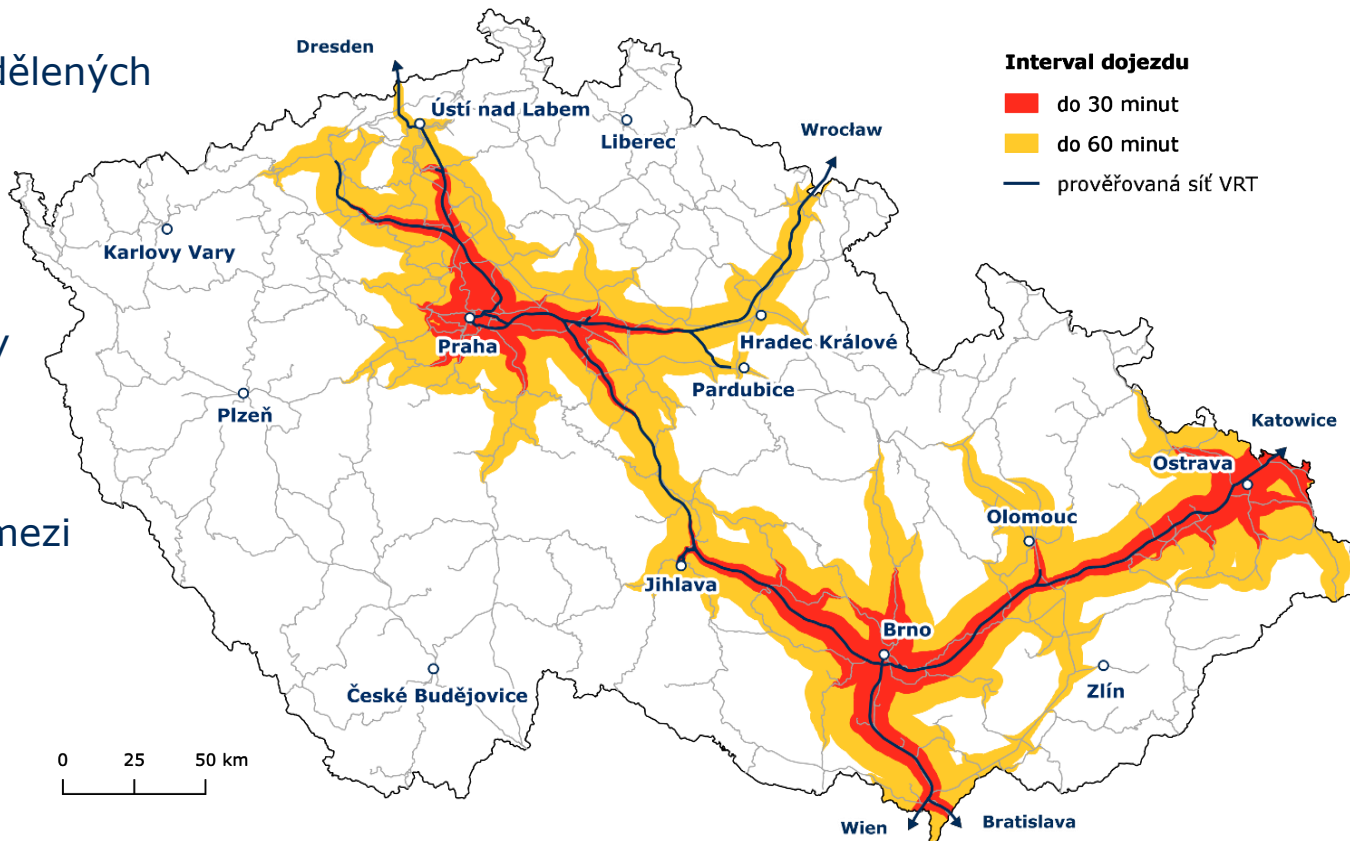 dělených
mezi
Dresden
Ústí nad Labem
Liberec
Wrocław
Karlovy Vary
Praha
Hradec Králové
Pardubice
Plzeň
Katowice
Ostrava
Olomouc
Jihlava
Brno
Zlín
České Budějovice
Wien
Bratislava
0 25 50 km
Interval dojezdu
do 30 minut
do 60 minut
prověřovaná síť VRT